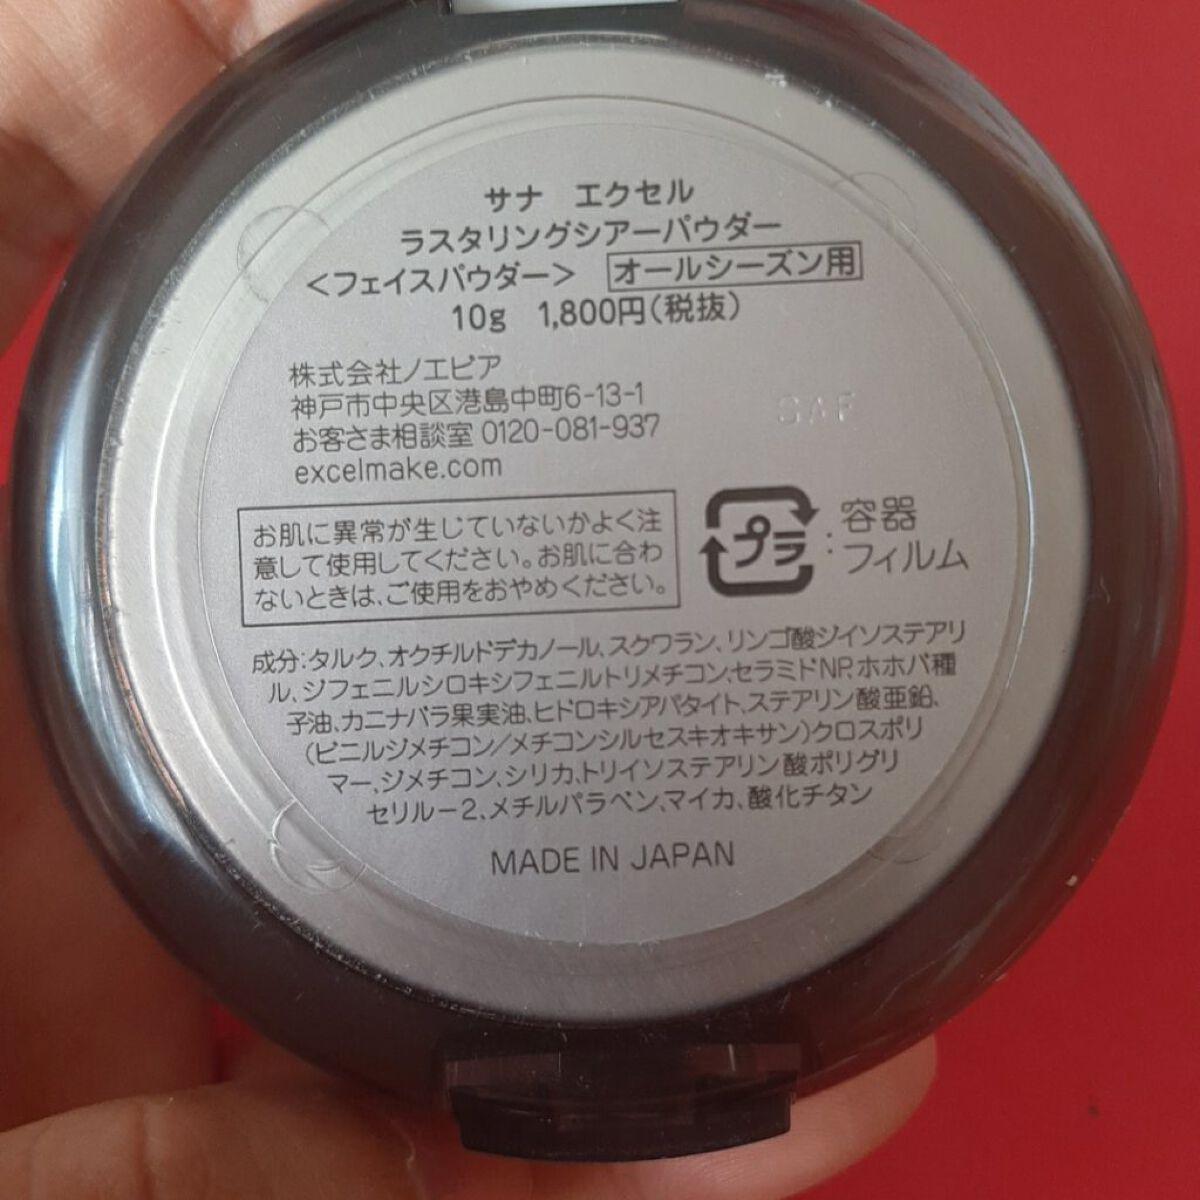 サナ エクセル
ラスタリングシアーパウダー
<フェイスパウダー> オールシーズン用
10g 1,800円(税抜)
株式会社ノエビア
神戸市中央区港島中町6-13-1
お客さま相談室 0120-081-937
excelmake.com
お肌に異常が生じていないかよく注
意して使用してください。お肌に合わ
ないときは、ご使用をおやめください。
プラ : 容器
フィルム
成分:タルク、オクチルドデカノール、スクワラン、リンゴ酸ジイソステアリ
ル、ジフェニルシロキシフェニルトリメチコン、セラミドNP、ホホバ種
子油、カニナバラ果実油、ヒドロキシアパタイト、ステアリン酸亜鉛、
(ビニルジメチコン/メチコンシルセスキオキサン)クロスポリ
マー、ジメチコン、シリカ、トリイソステアリン酸ポリグリ
セリル-2、メチルパラベン、マイカ、酸化チタン
MADE IN JAPAN